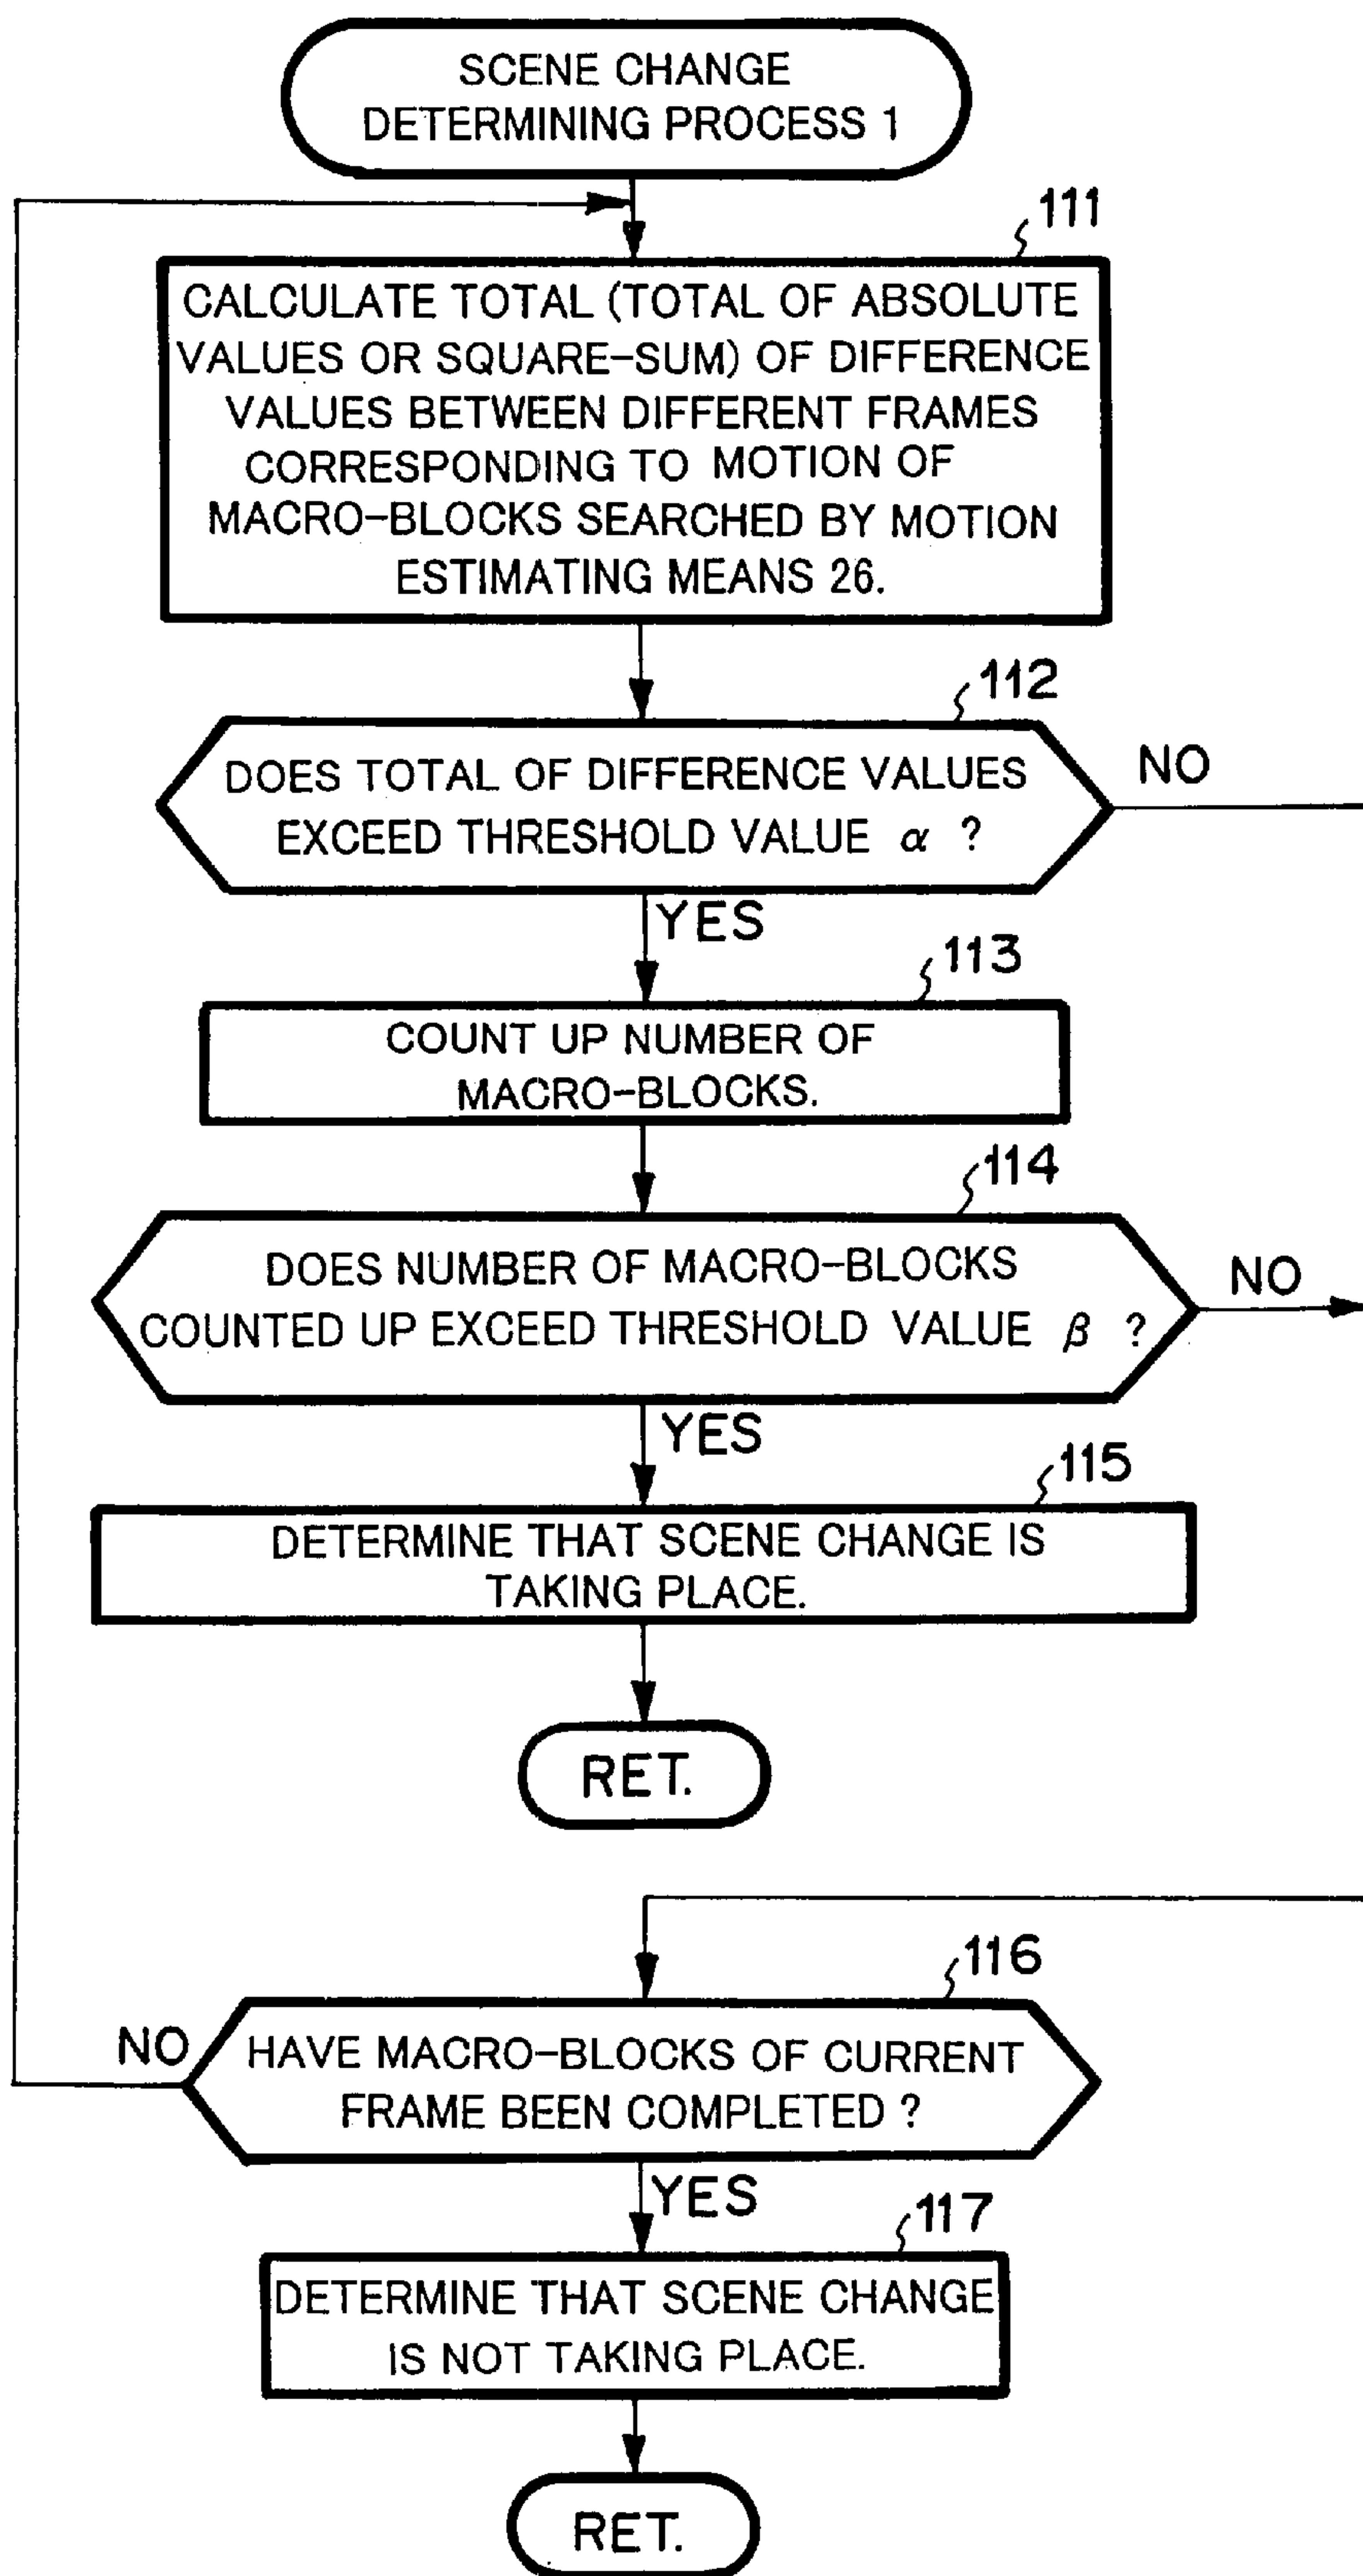 SCENE CHANGE
DETERMINING PROCESS 1
111
CALCULATE TOTAL (TOTAL OF ABSOLUTE
VALUES OR SQUARE-SUM) OF DIFFERENCE
VALUES BETWEEN DIFFERENT FRAMES
CORRESPONDING TO MOTION OF
MACRO-BLOCKS SEARCHED BY MOTION
ESTIMATING MEANS 26.
112
DOES TOTAL OF DIFFERENCE VALUES
EXCEED THRESHOLD VALUE α ?
NO
YES
113
COUNT UP NUMBER OF
MACRO-BLOCKS.
114
DOES NUMBER OF MACRO-BLOCKS
COUNTED UP EXCEED THRESHOLD VALUE β ?
NO
YES
115
DETERMINE THAT SCENE CHANGE IS
TAKING PLACE.
RET.
116
NO
HAVE MACRO-BLOCKS OF CURRENT
FRAME BEEN COMPLETED ?
YES
117
DETERMINE THAT SCENE CHANGE
IS NOT TAKING PLACE.
RET.